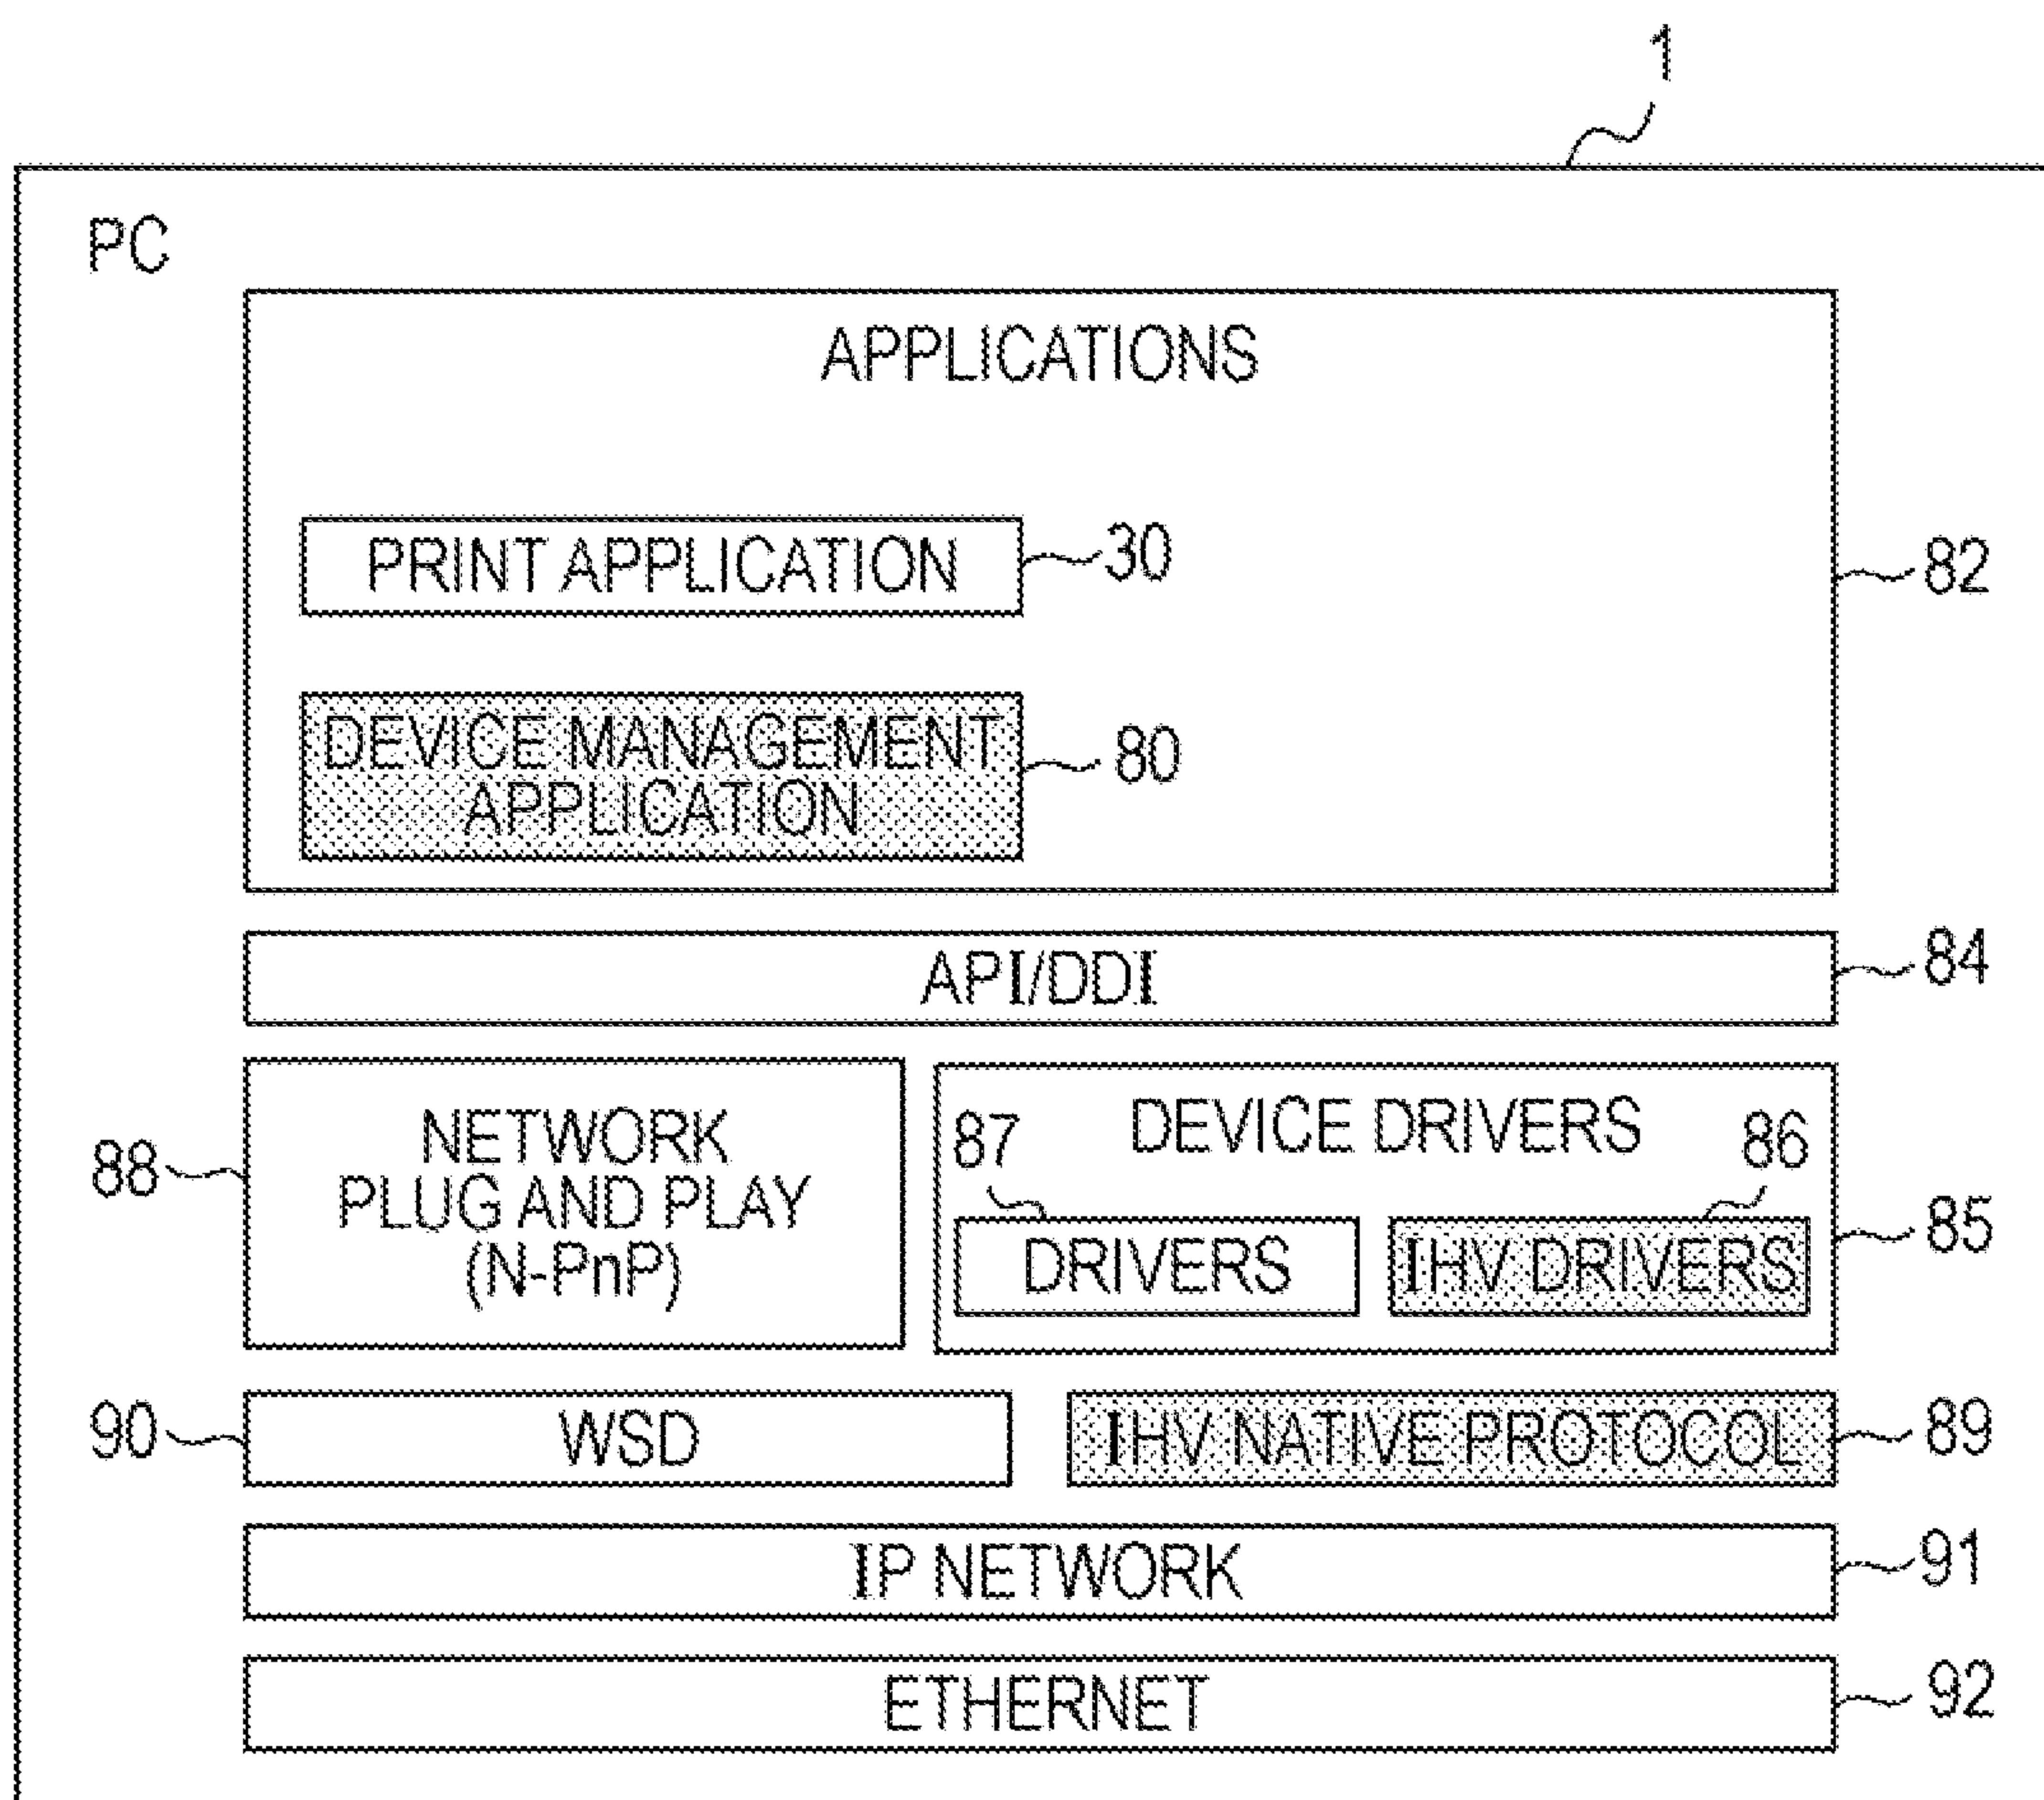 1
PC
APPLICATIONS
PRINT APPLICATION
30
82
DEVICE MANAGEMENT
APPLICATION
80
API/DDI
84
88
NETWORK
PLUG AND PLAY
(N-PnP)
DEVICE DRIVERS
87
86
DRIVERS
IHV DRIVERS
85
90
WSD
IHV NATIVE PROTOCOL
89
IP NETWORK
91
ETHERNET
92